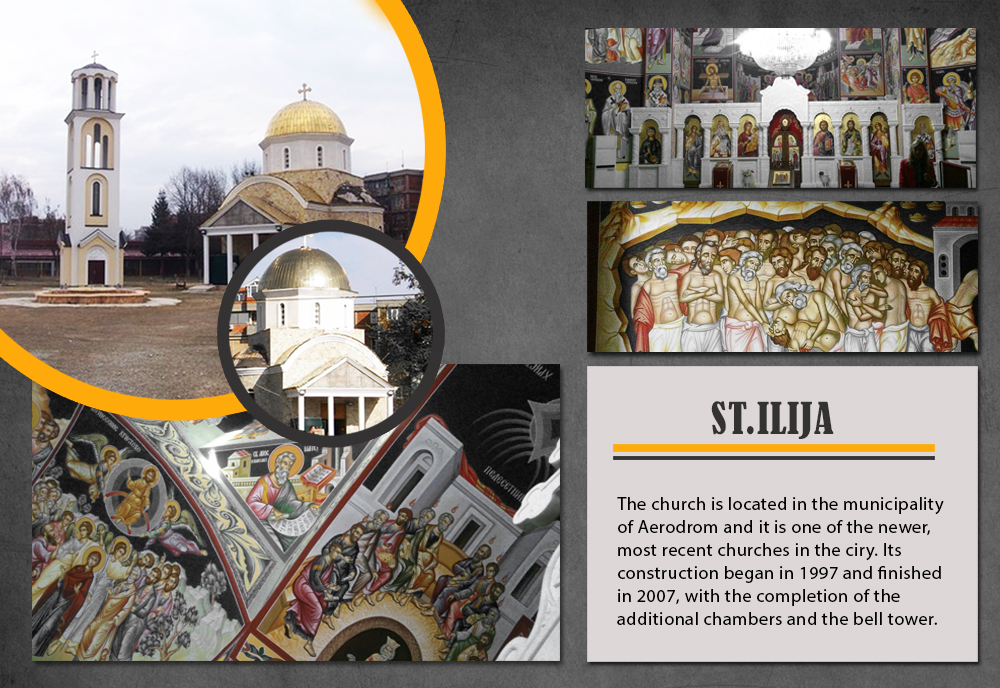 ST.ILIJA
The church is located in the municipality
of Aerodrom and it is one of the newer,
most recent churches in the ciry. Its
construction began in 1997 and finished
in 2007, with the completion of the
additional chambers and the bell tower.